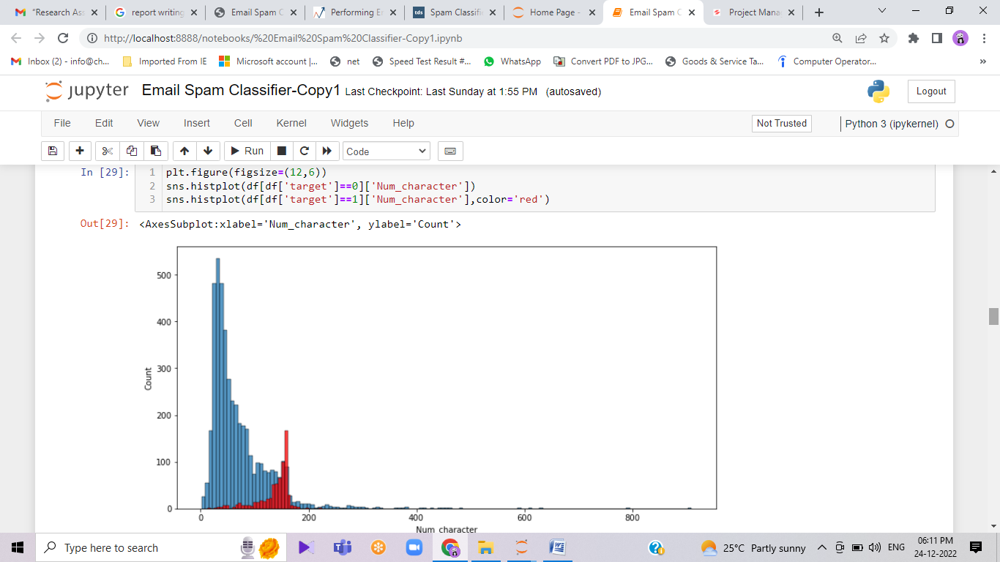 "Research Ass
report writing
Email Spam C
Performing Er
tds
Spam Classifi
Home Page -
Email Spam C
Project Mana
http://localhost:8888/notebooks/%20Email%20Spam%20Classifier-Copy1.ipynb
Inbox (2) - info@ch...
Imported From IE
Microsoft account |...
net
Speed Test Result #...
WhatsApp
Convert PDF to JPG...
Goods & Service Ta...
Computer Operator...
»
jupyter Email Spam Classifier-Copy1 Last Checkpoint: Last Sunday at 1:55 PM (autosaved)
Logout
File Edit View Insert Cell Kernel Widgets Help
Not Trusted
Python 3 (ipykernel)
Run
Code
In [29]:
1 plt.figure(figsize=(12,6))
2 sns.histplot(df[df['target']==0]['Num_character'])
3 sns.histplot(df[df['target']==1]['Num_character'],color='red')
Out[29]: <AxesSubplot:xlabel='Num_character', ylabel='Count'>
500
400
300
200
100
0
Count
0 200 400 600 800
Num_character
Type here to search
25°C Partly sunny
ENG
06:11 PM
24-12-2022